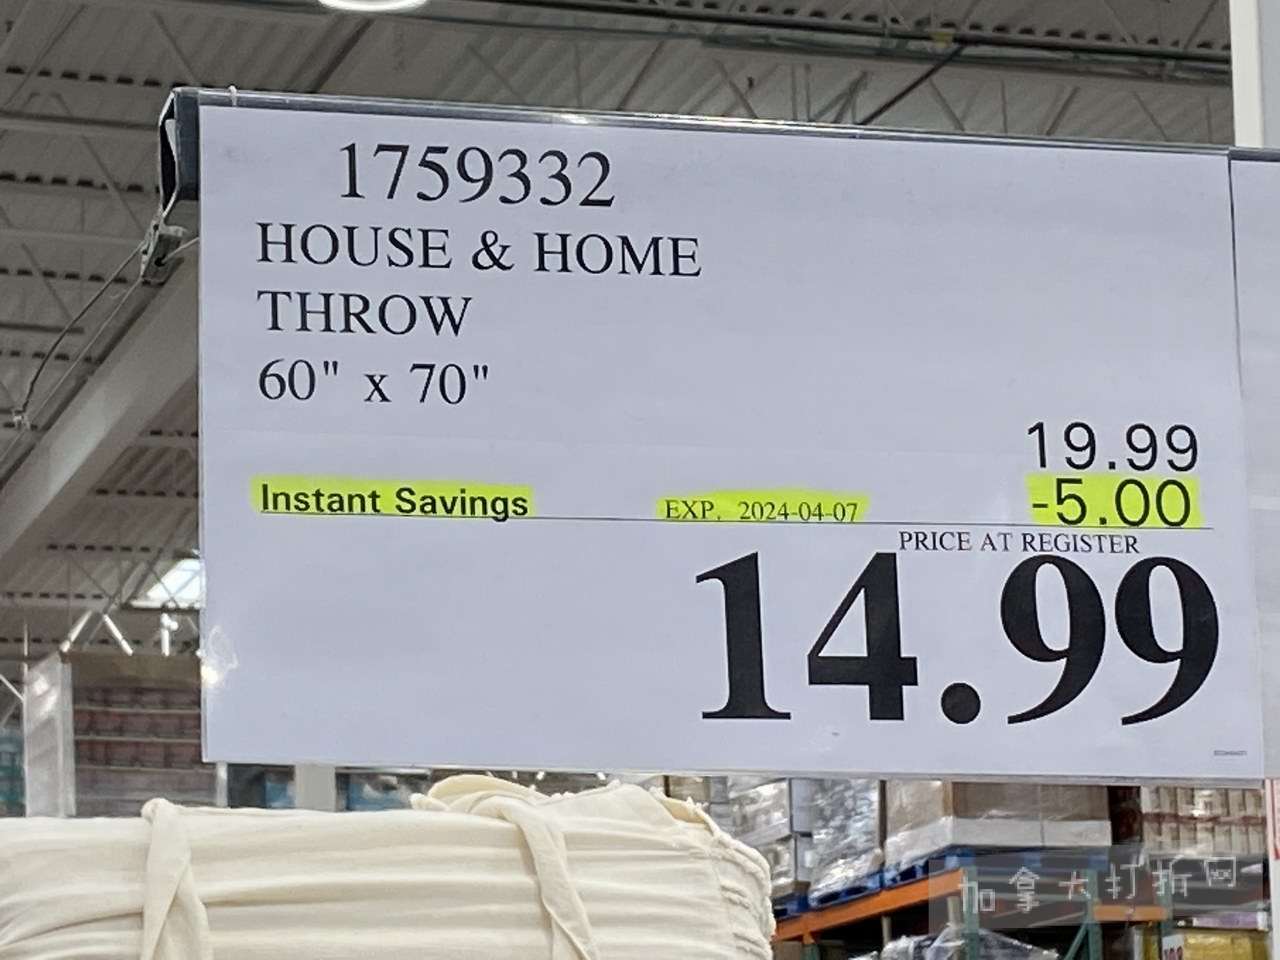 1759332
HOUSE & HOME
THROW
60" x 70"
19.99
Instant Savings EXP. 2024-04-07 -5.00
PRICE AT REGISTER
14.99
加拿大打折网